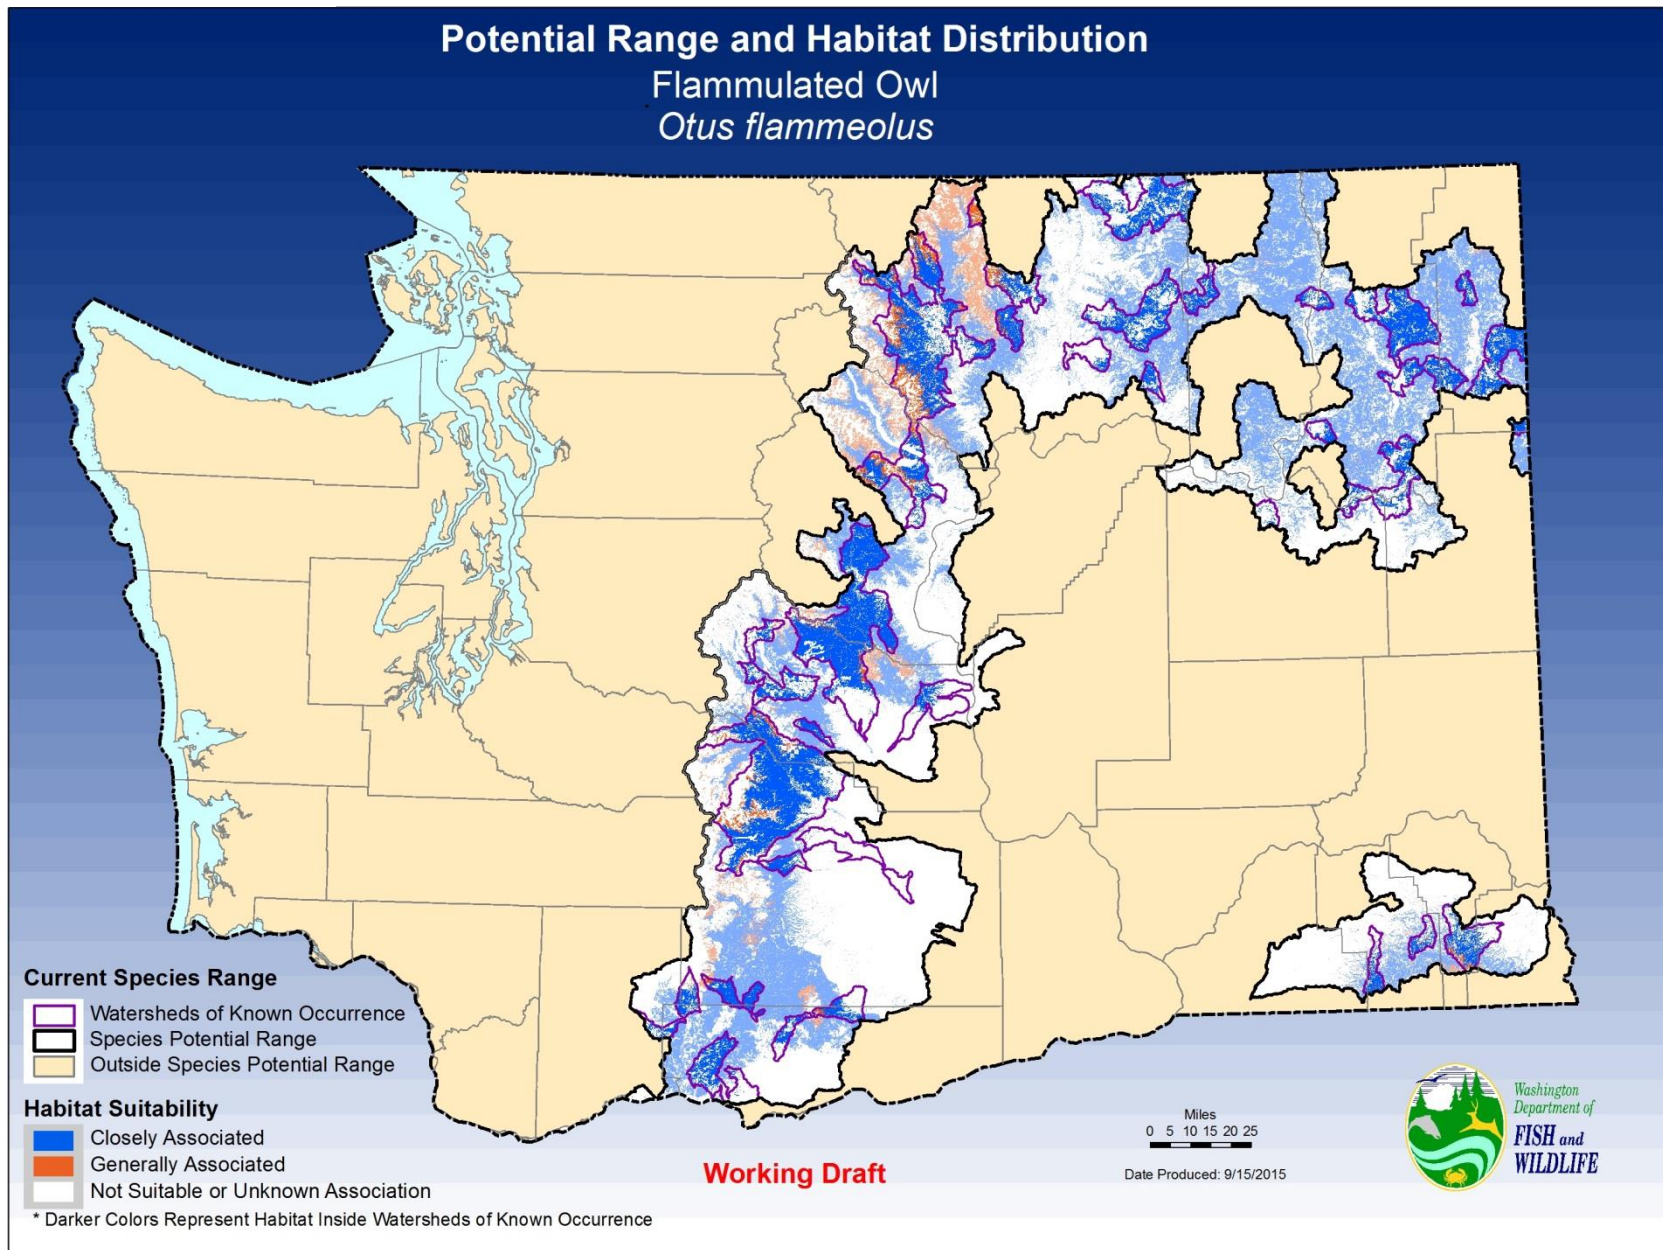 Potential Range and Habitat Distribution
Flammulated Owl
Otus flammeolus
Current Species Range
Watersheds of Known Occurrence
Species Potential Range
Outside Species Potential Range
Habitat Suitability
Closely Associated
Generally Associated
Not Suitable or Unknown Association
* Darker Colors Represent Habitat Inside Watersheds of Known Occurrence
Working Draft
Miles
0 5 10 15 20 25
Date Produced: 9/15/2015
Washington
Department of
FISH and
WILDLIFE